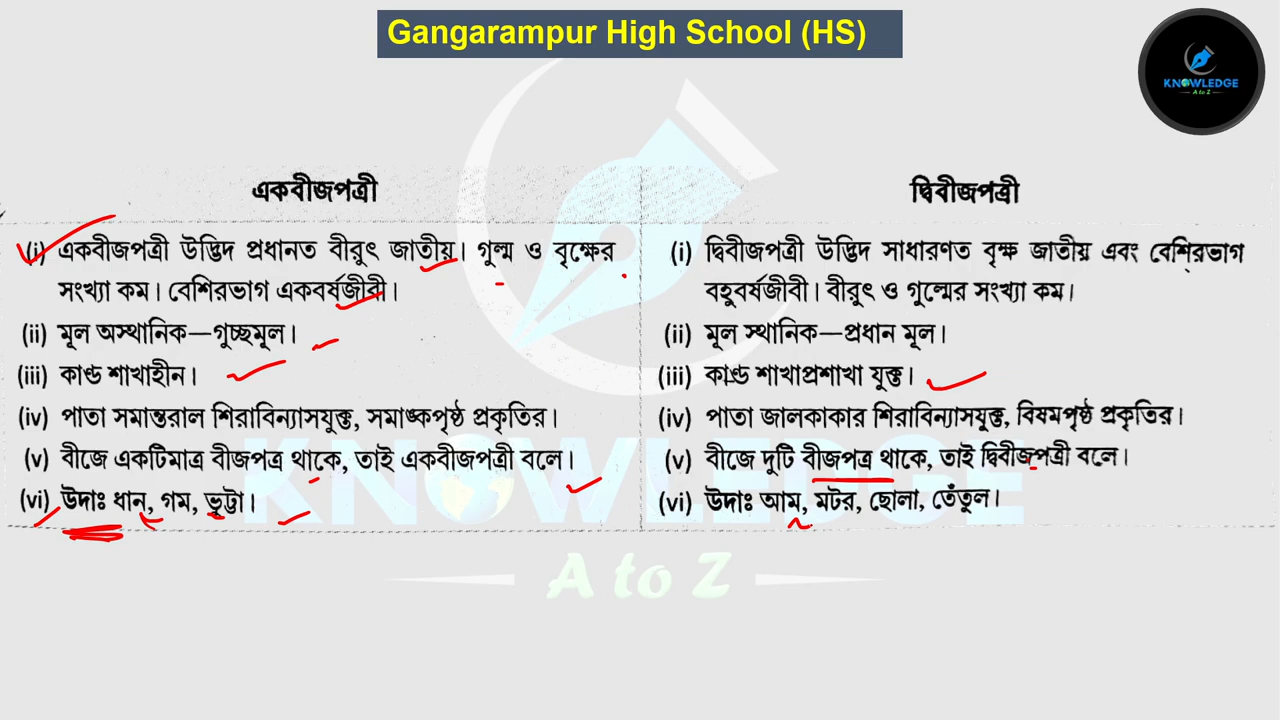 Gangarampur High School (HS)
KNOWLEDGE
A to Z
একবীজপত্রী
(i) একবীজপত্রী উদ্ভিদ প্রধানত বীরুৎ জাতীয়। গুল্ম ও বৃক্ষের
সংখ্যা কম। বেশিরভাগ একবর্ষজীবী।
(ii) মূল অস্থানিক—গুচ্ছমূল।
(iii) কাণ্ড শাখাহীন।
(iv) পাতা সমান্তরাল শিরাবিন্যাসযুক্ত, সমাঙ্কপৃষ্ঠ প্রকৃতির।
(v) বীজে একটিমাত্র বীজপত্র থাকে, তাই একবীজপত্রী বলে।
(vi) উদাঃ ধান, গম, ভুট্টা।
দ্বিবীজপত্রী
(i) দ্বিবীজপত্রী উদ্ভিদ সাধারণত বৃক্ষ জাতীয় এবং বেশিরভাগ
বহুবর্ষজীবী। বীরুৎ ও গুল্মের সংখ্যা কম।
(ii) মূল স্থানিক—প্রধান মূল।
(iii) কাণ্ড শাখাপ্রশাখা যুক্ত।
(iv) পাতা জালকাকার শিরাবিন্যাসযুক্ত, বিষমপৃষ্ঠ প্রকৃতির।
(v) বীজে দুটি বীজপত্র থাকে, তাই দ্বিবীজপত্রী বলে।
(vi) উদাঃ আম, মটর, ছোলা, তেঁতুল।
KNOWLEDGE
A to Z